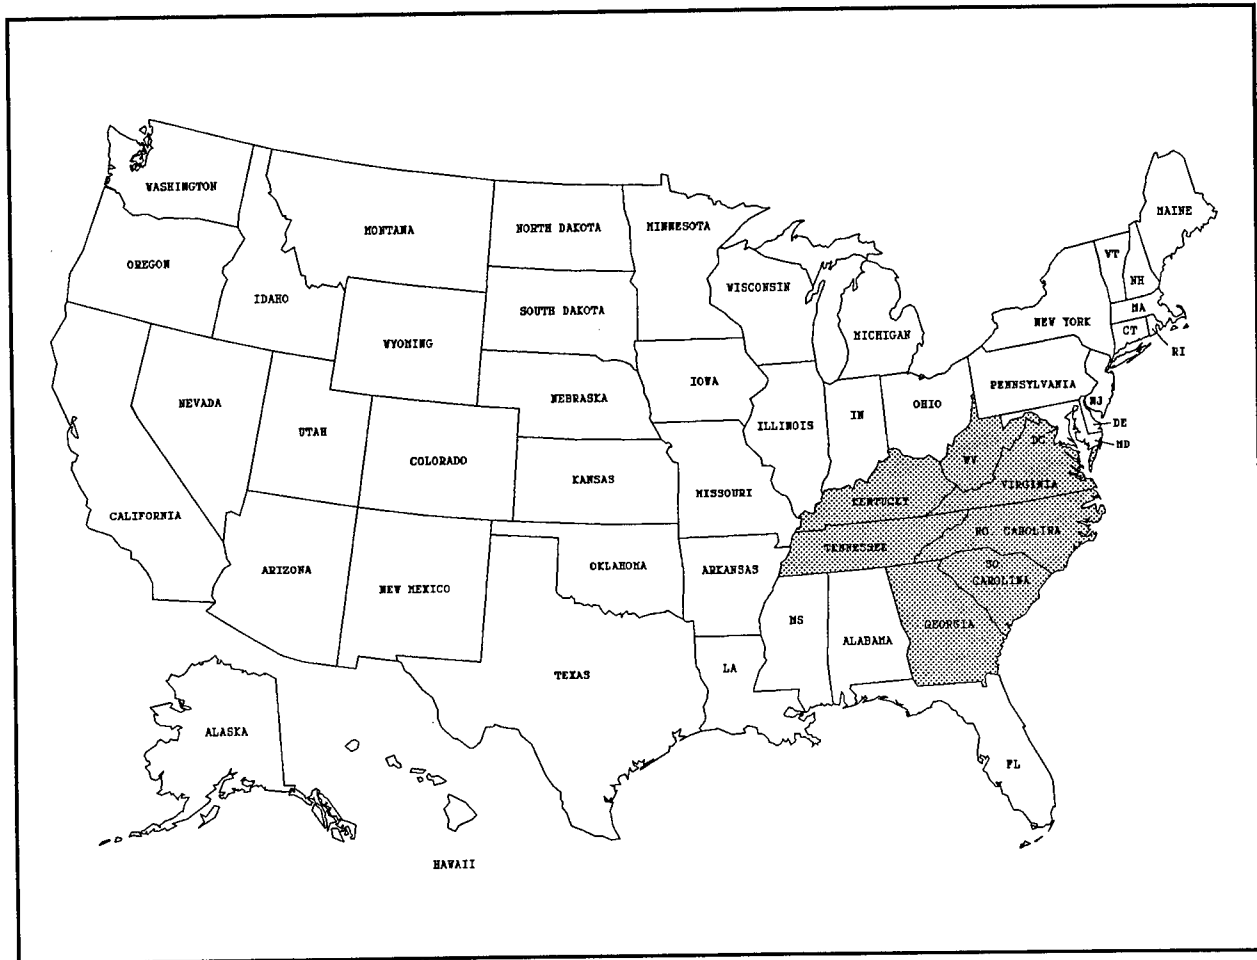 MAINE
WASHINGTON
MONTANA
NORTH DAKOTA
MINNESOTA
VT
OREGON
NH
IDAHO
WISCONSIN
MA
SOUTH DAKOTA
NEW YORK
CT
MICHIGAN
WYOMING
RI
IOWA
PENNSYLVANIA
NEBRASKA
NEVADA
OHIO
NJ
IN
DE
ILLINOIS
UTAH
DC
MD
COLORADO
WV
KANSAS
VIRGINIA
MISSOURI
KENTUCKY
CALIFORNIA
NO. CAROLINA
TENNESSEE
SO
CAROLINA
OKLAHOMA
ARKANSAS
ARIZONA
NEW MEXICO
MS
GEORGIA
ALABAMA
LA
TEXAS
ALASKA
FL
HAWAII